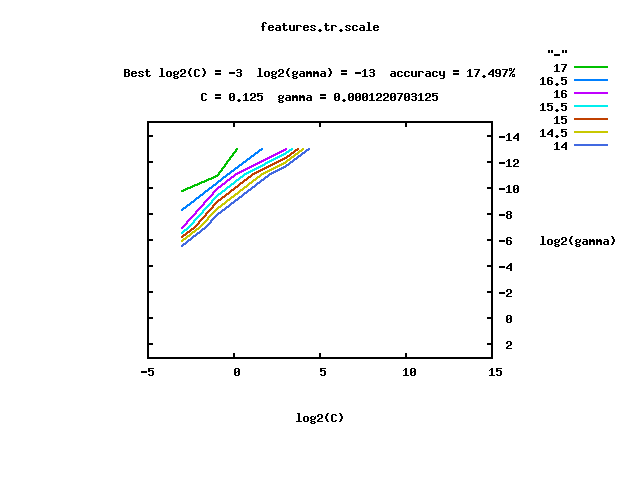 features.tr.scale
"-"
17
Best log2(C) = -3  log2(gamma) = -13  accuracy = 17.497%
16.5
16
C = 0.125  gamma = 0.0001220703125
15.5
15
14.5
14
-14
-12
-10
-8
-6
log2(gamma)
-4
-2
0
2
-5 0 5 10 15
log2(C)